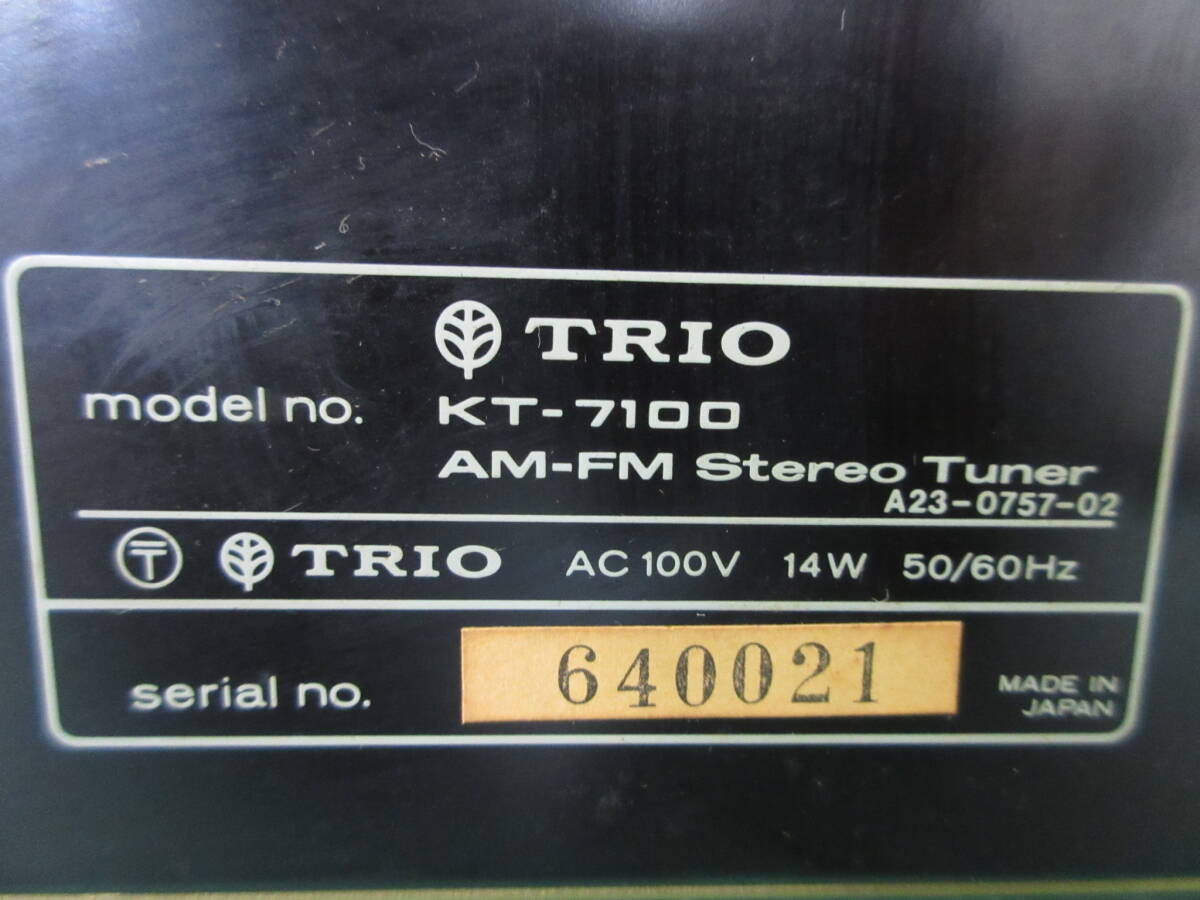 TRIO
model no. KT-7100
AM-FM Stereo Tuner
A23-0757-02
〒 TRIO AC 100V 14W 50/60Hz
serial no. 640021
MADE IN
JAPAN